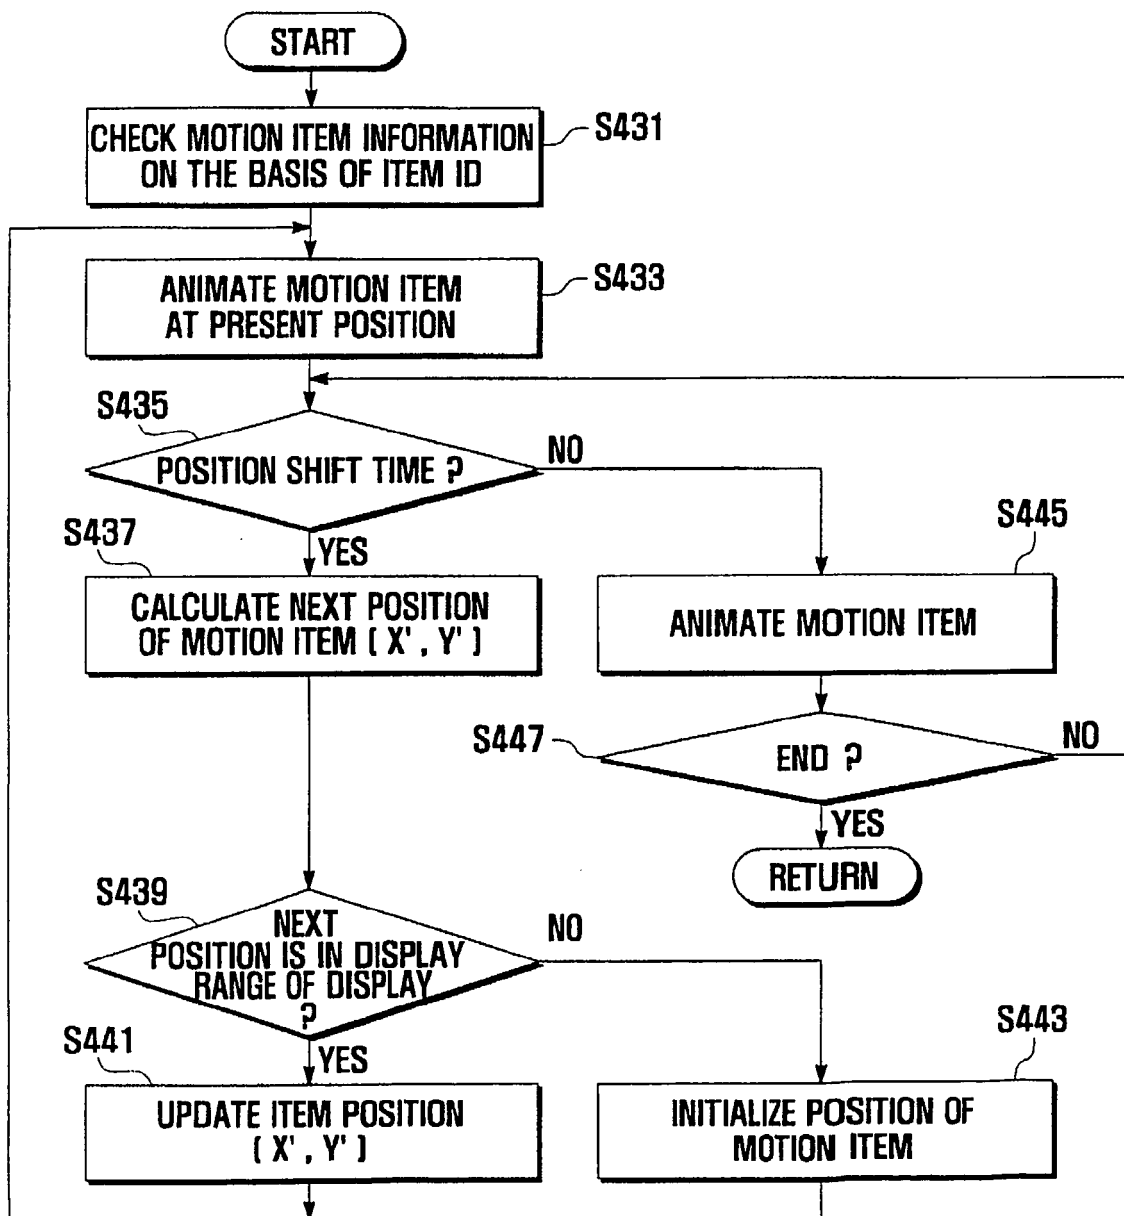 START
CHECK MOTION ITEM INFORMATION
ON THE BASIS OF ITEM ID
S431
ANIMATE MOTION ITEM
AT PRESENT POSITION
S433
S435
POSITION SHIFT TIME ?
NO
YES
S437
CALCULATE NEXT POSITION
OF MOTION ITEM ( X' , Y' )
S445
ANIMATE MOTION ITEM
S447
END ?
NO
YES
RETURN
S439
NEXT
POSITION IS IN DISPLAY
RANGE OF DISPLAY
?
NO
YES
S441
UPDATE ITEM POSITION
( X' , Y' )
S443
INITIALIZE POSITION OF
MOTION ITEM